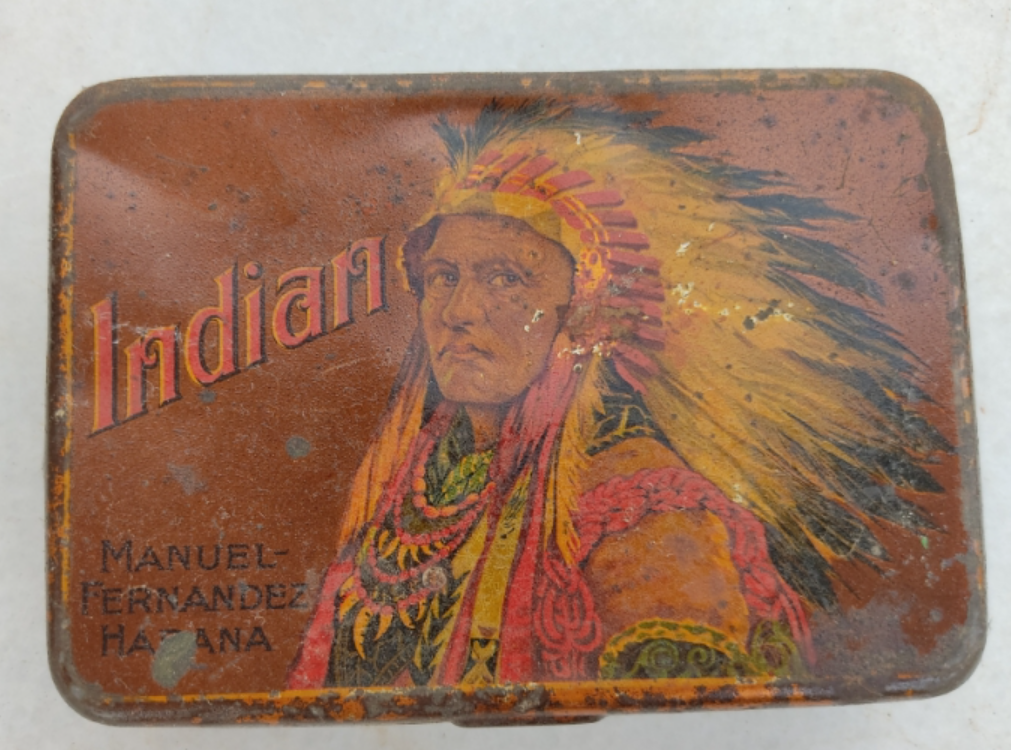 Indian
MANUEL-
FERNANDEZ
HABANA